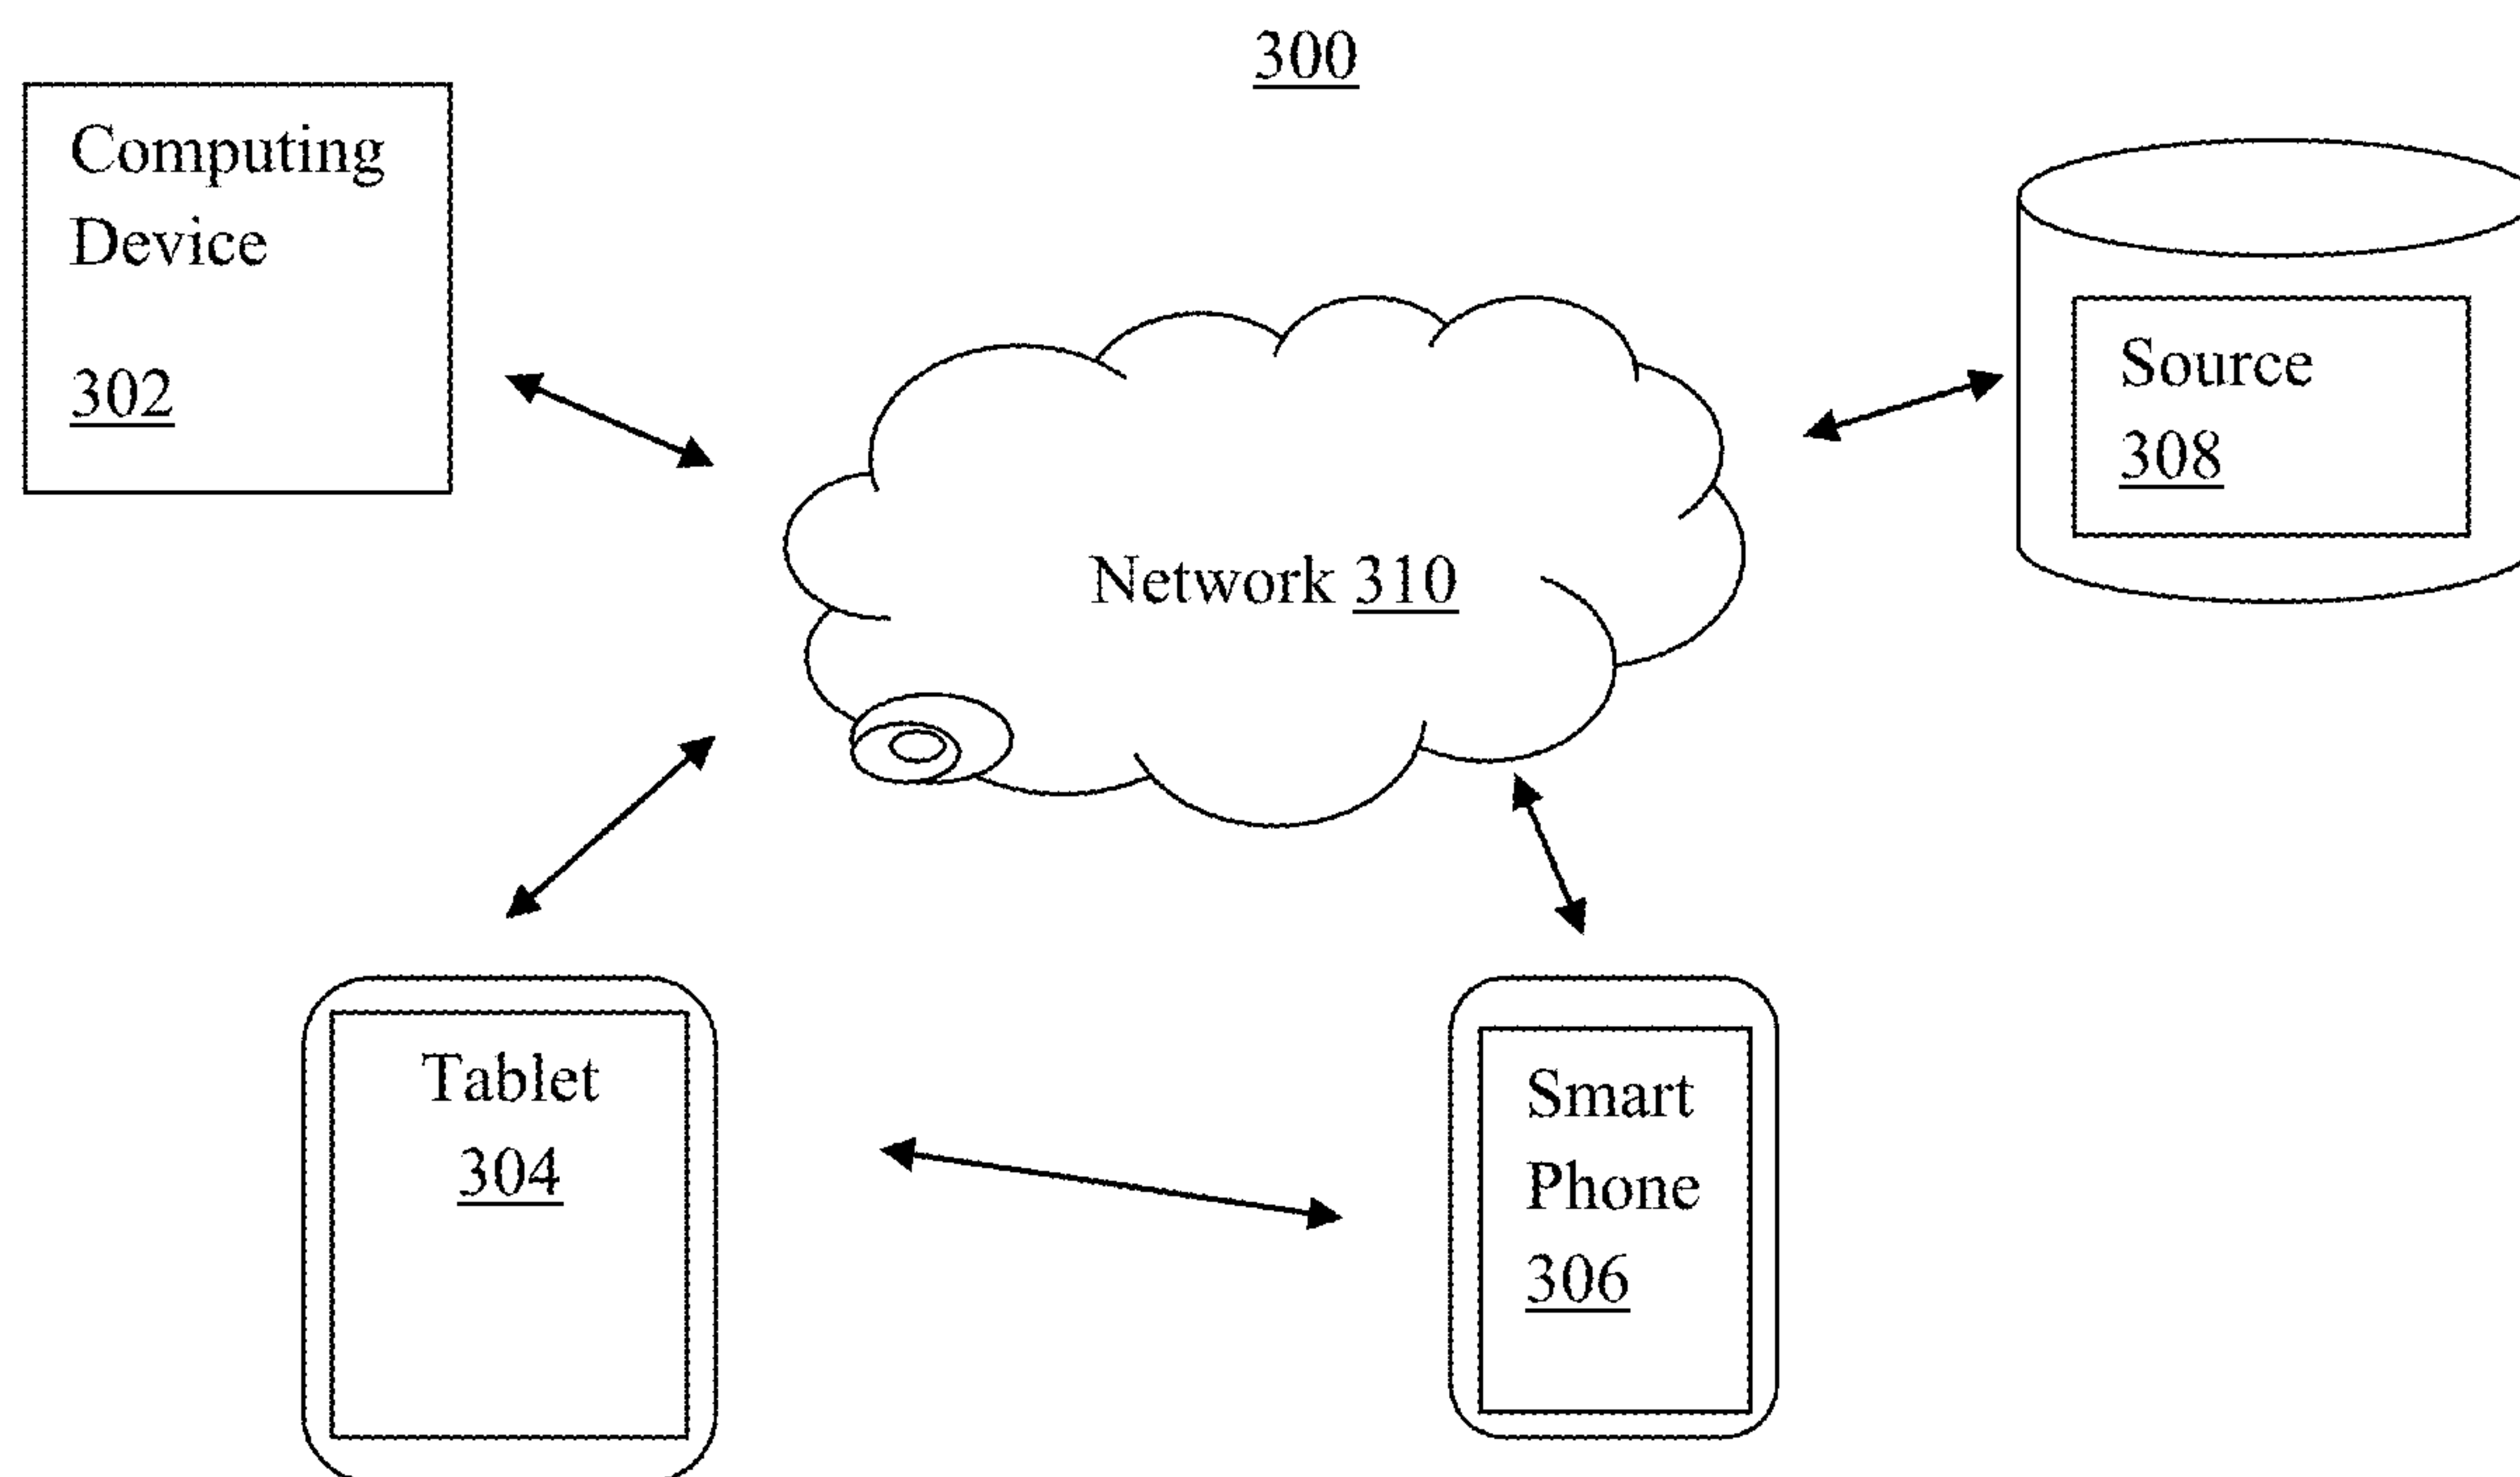 300
Computing
Device
302
Source
308
Network 310
Tablet
304
Smart
Phone
306